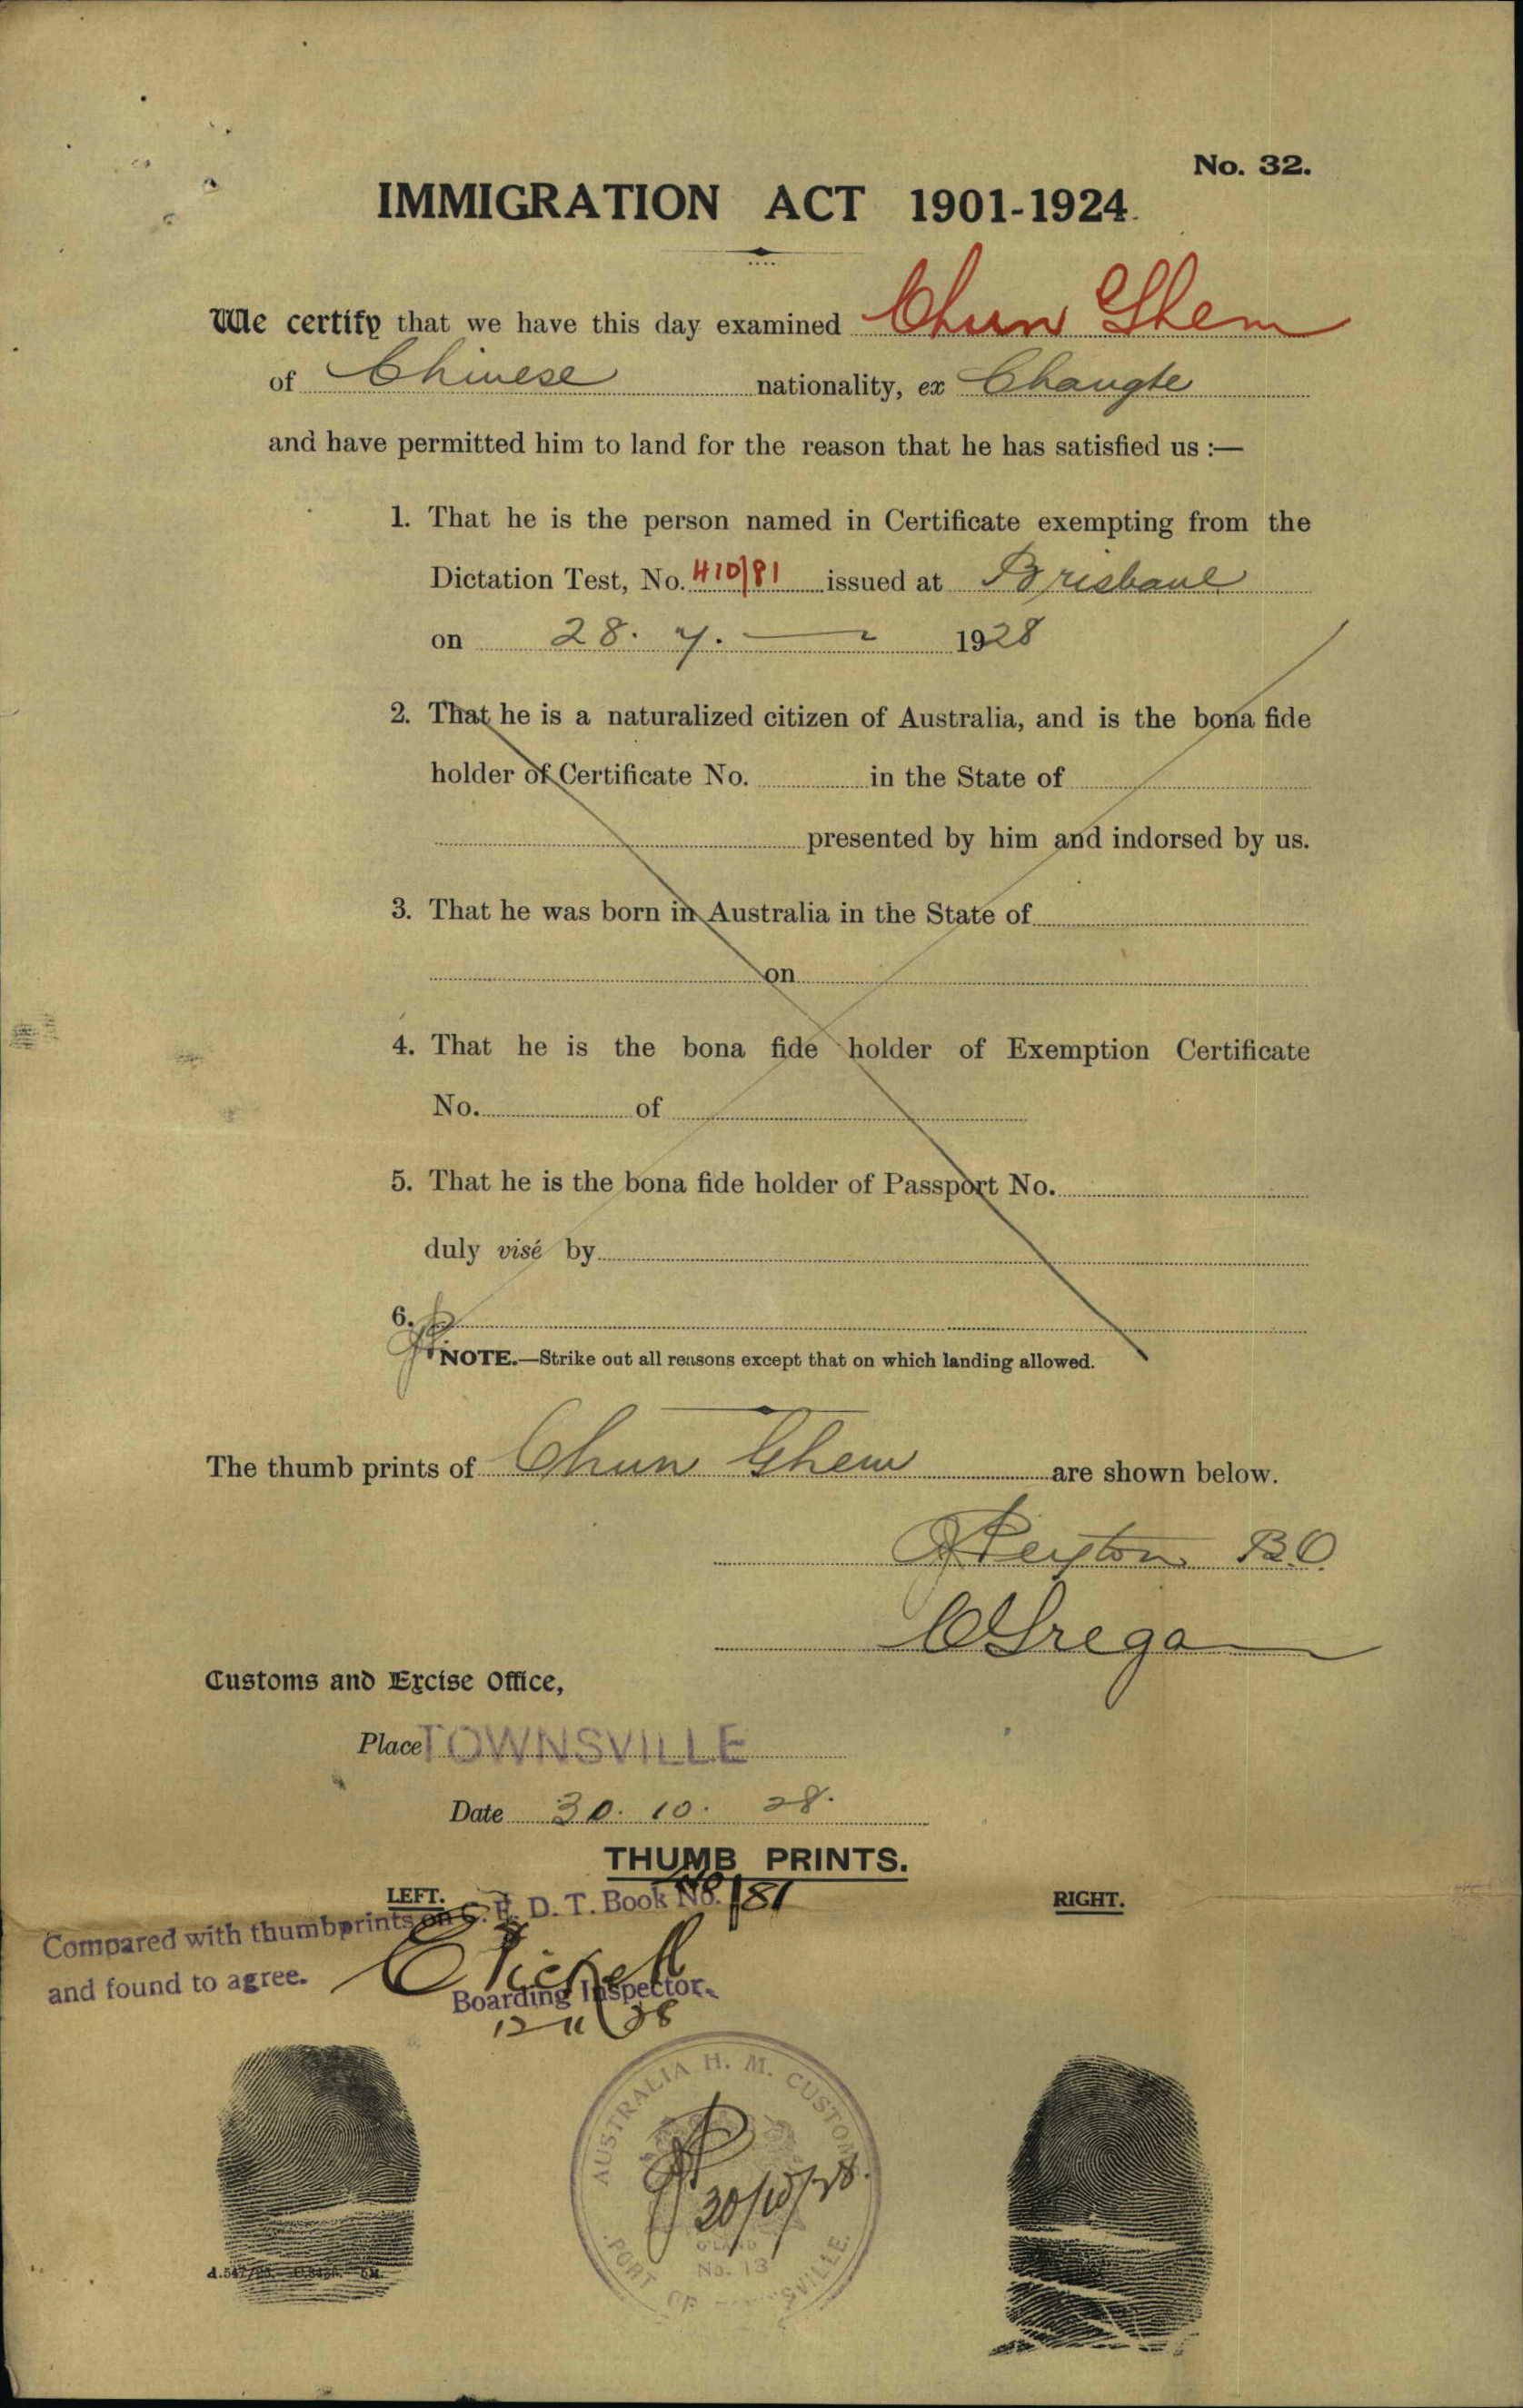 No. 32.
IMMIGRATION ACT 1901-1924.
We certify that we have this day examined Chun Ghem
of Chinese nationality, ex Changte
and have permitted him to land for the reason that he has satisfied us :—
1. That he is the person named in Certificate exempting from the
Dictation Test, No. 410/81 issued at Brisbane
on 28. 7. — 1928
2. That he is a naturalized citizen of Australia, and is the bona fide
holder of Certificate No. in the State of
presented by him and indorsed by us.
3. That he was born in Australia in the State of
on
4. That he is the bona fide holder of Exemption Certificate
No. of
5. That he is the bona fide holder of Passport No.
duly visé by
6.
NOTE.—Strike out all reasons except that on which landing allowed.
The thumb prints of Chun Ghem are shown below.
Peyton B.O.
Customs and Excise Office,
Place TOWNSVILLE
Date 30. 10. 28.
THUMB PRINTS.
LEFT. RIGHT.
Compared with thumbprints on C. E. D. T. Book No. /81
and found to agree.
Boarding Inspector.
12 11 28
AUSTRALIA H. M. CUSTOMS
30/10/28.
No. 13
PORT OF TOWNSVILLE